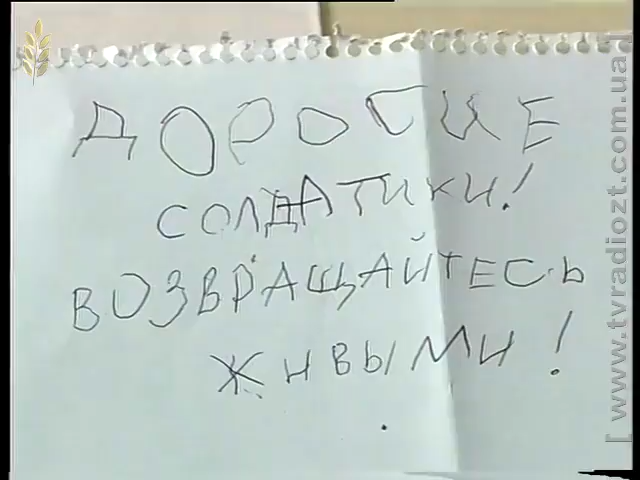 ДОРОГИЕ
СОЛДАТИКИ!
ВОЗВРАЩАЙТЕСЬ
ЖИВЫМИ!
[ www.tvradiozt.com.ua ]